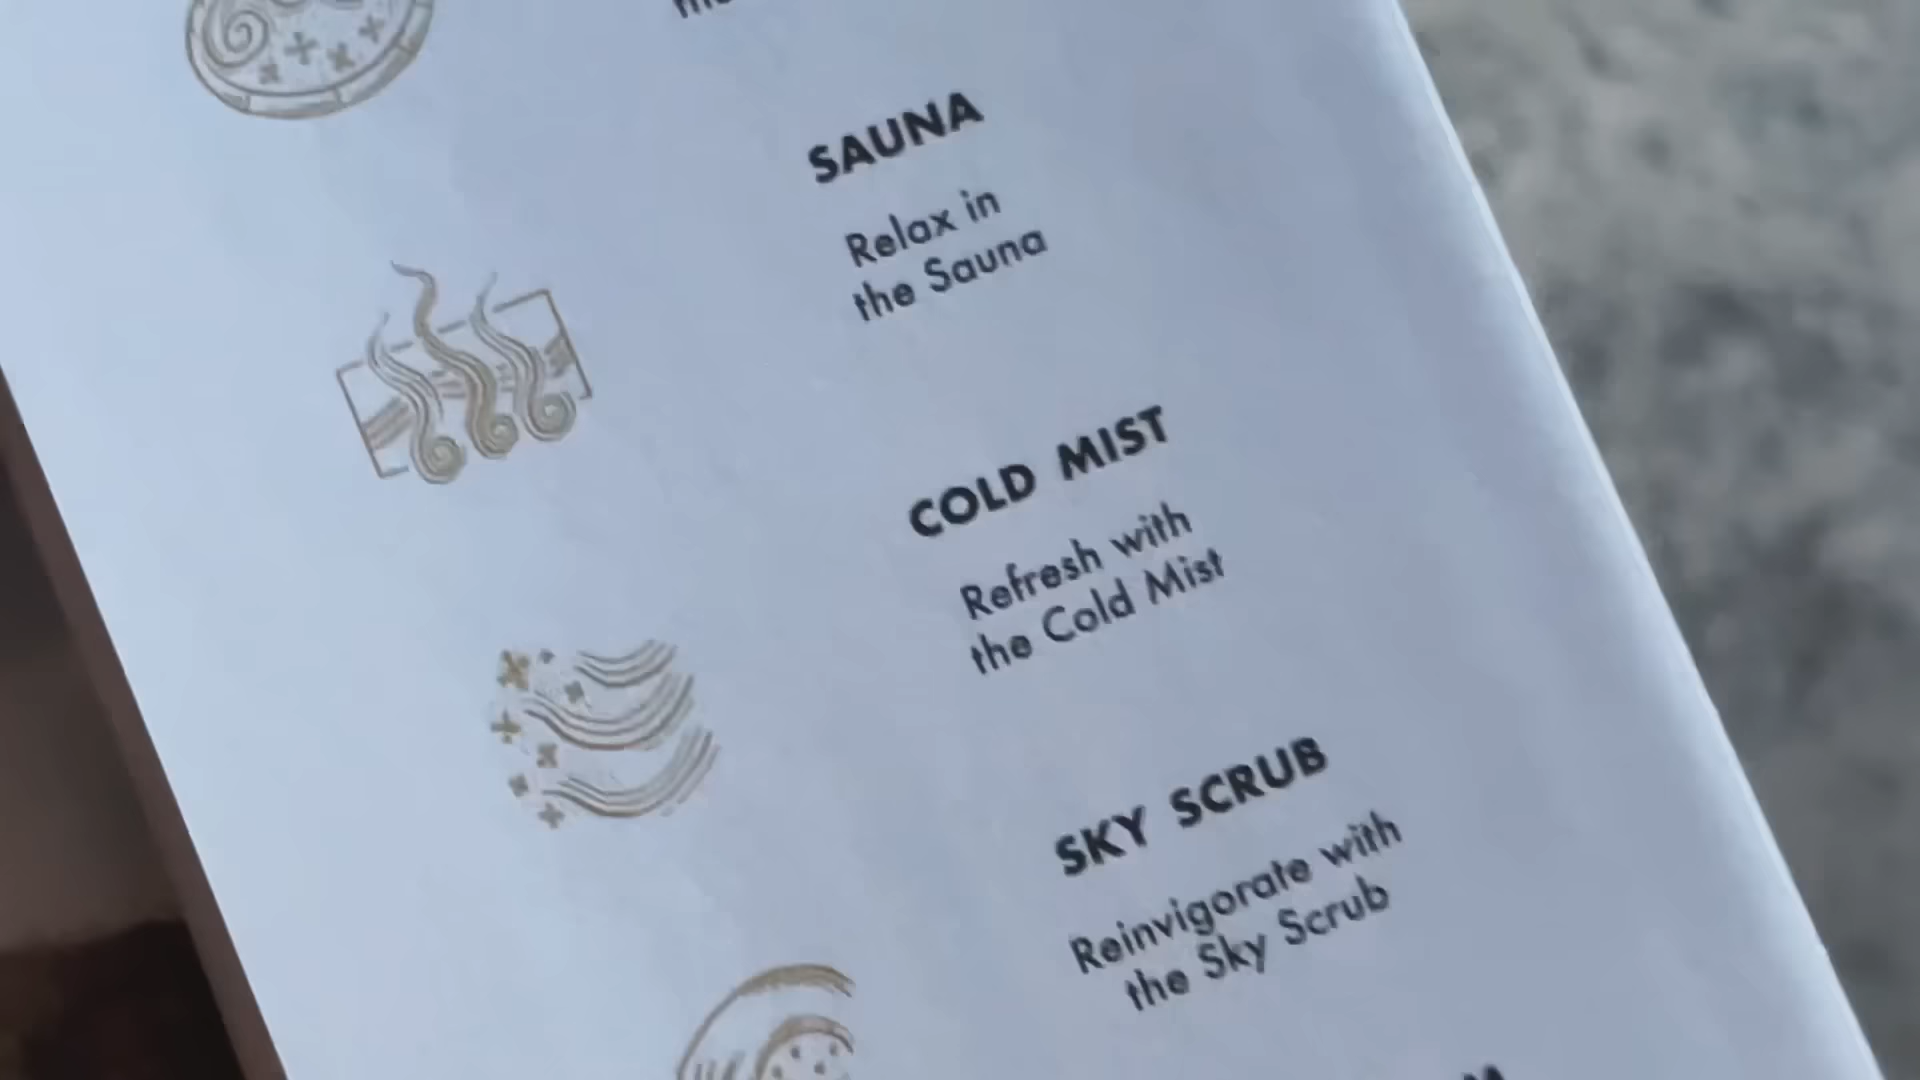 SAUNA
Relax in
the Sauna
COLD MIST
Refresh with
the Cold Mist
SKY SCRUB
Reinvigorate with
the Sky Scrub